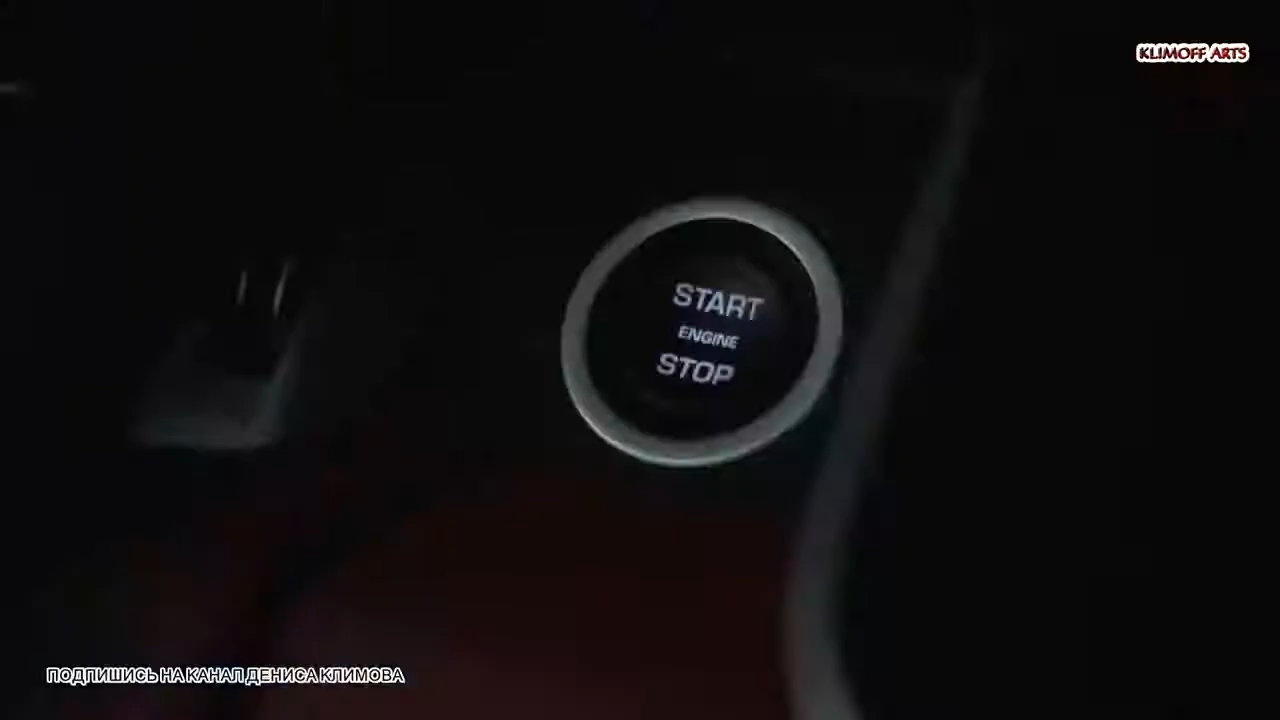 KLIMOFF ARTS
START
ENGINE
STOP
ПОДПИШИСЬ НА КАНАЛ ДЕНИСА КЛИМОВА